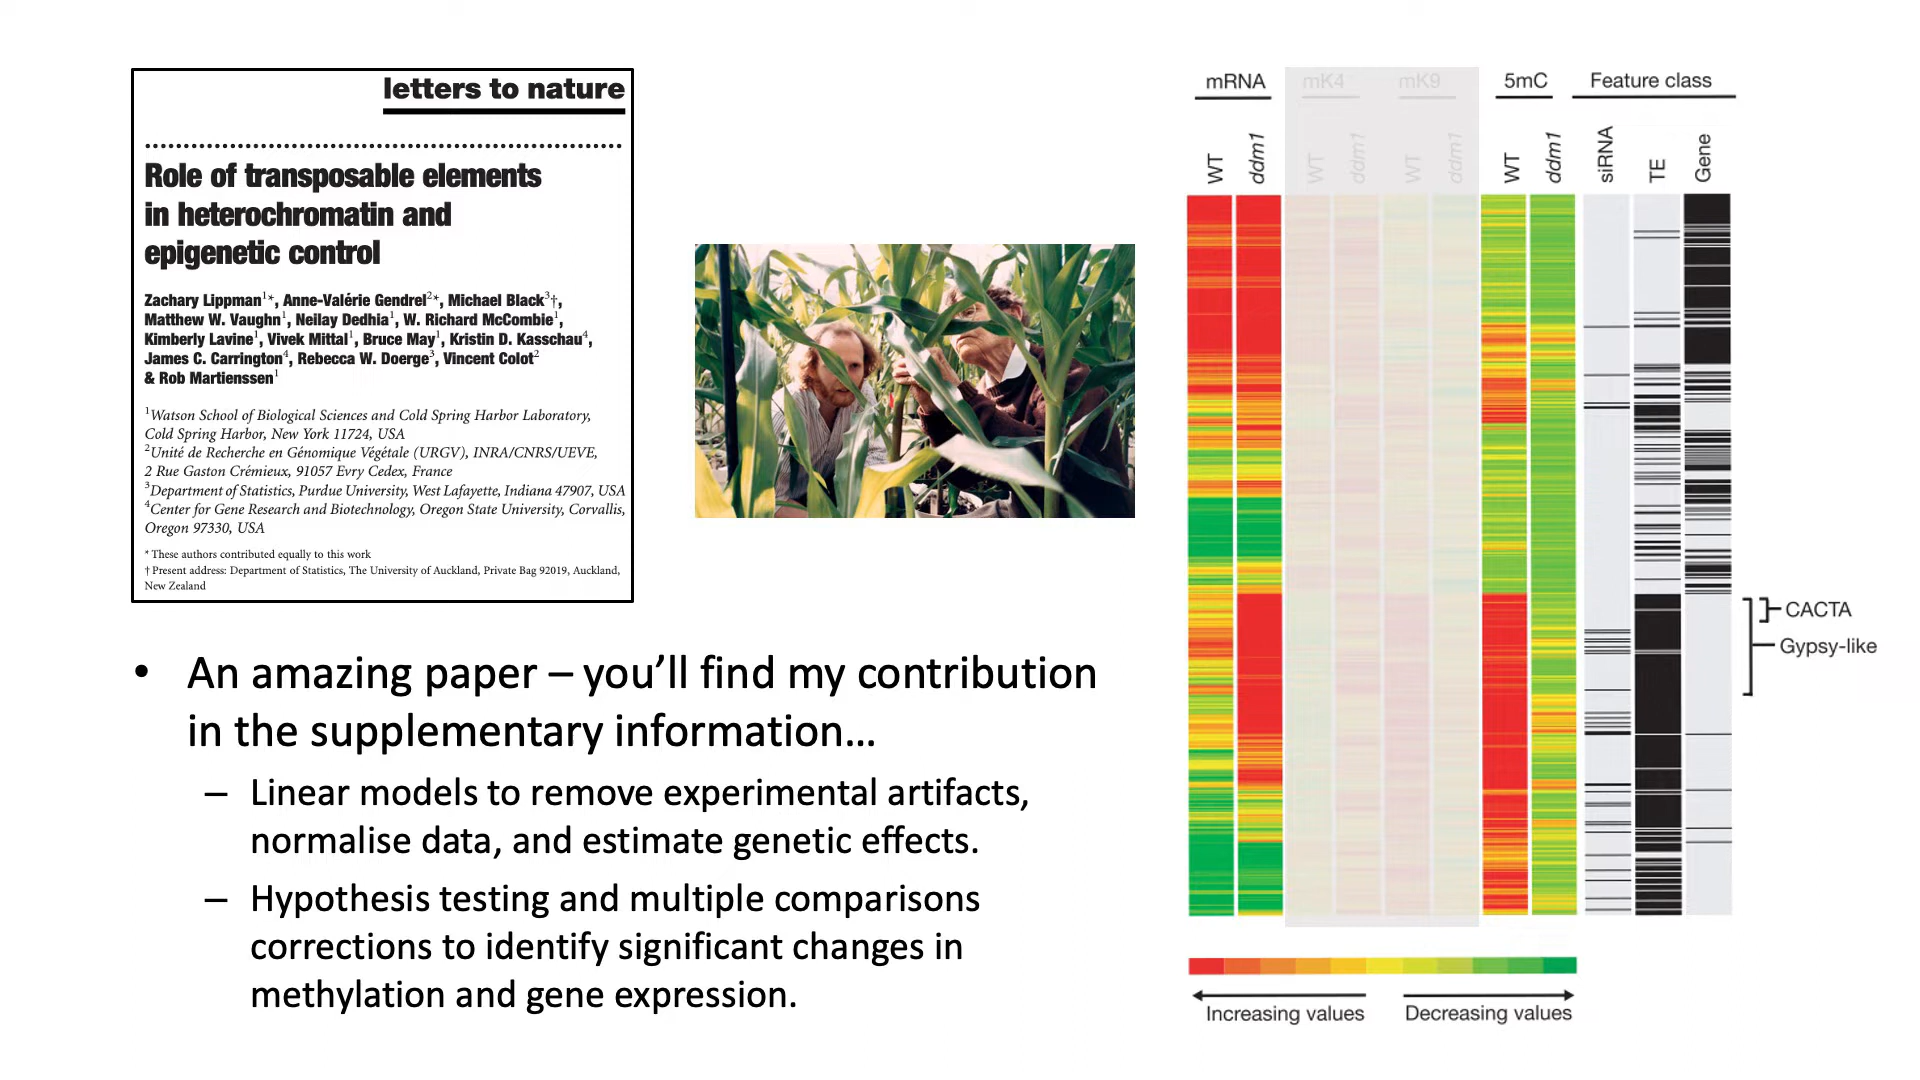 letters to nature
Role of transposable elements
in heterochromatin and
epigenetic control
Zachary Lippman1*, Anne-Valérie Gendrel2*, Michael Black3†,
Matthew W. Vaughn1, Neilay Dedhia1, W. Richard McCombie1,
Kimberly Lavine1, Vivek Mittal1, Bruce May1, Kristin D. Kasschau4,
James C. Carrington4, Rebecca W. Doerge3, Vincent Colot2
& Rob Martienssen1
1Watson School of Biological Sciences and Cold Spring Harbor Laboratory,
Cold Spring Harbor, New York 11724, USA
2Unité de Recherche en Génomique Végétale (URGV), INRA/CNRS/UEVE,
2 Rue Gaston Crémieux, 91057 Evry Cedex, France
3Department of Statistics, Purdue University, West Lafayette, Indiana 47907, USA
4Center for Gene Research and Biotechnology, Oregon State University, Corvallis,
Oregon 97330, USA
* These authors contributed equally to this work
† Present address: Department of Statistics, The University of Auckland, Private Bag 92019, Auckland,
New Zealand
• An amazing paper – you’ll find my contribution
in the supplementary information…
– Linear models to remove experimental artifacts,
normalise data, and estimate genetic effects.
– Hypothesis testing and multiple comparisons
corrections to identify significant changes in
methylation and gene expression.
mRNA mK4 mK9 5mC Feature class
WT ddm1 WT ddm1 WT ddm1 WT ddm1 siRNA TE Gene
CACTA
Gypsy-like
Increasing values Decreasing values